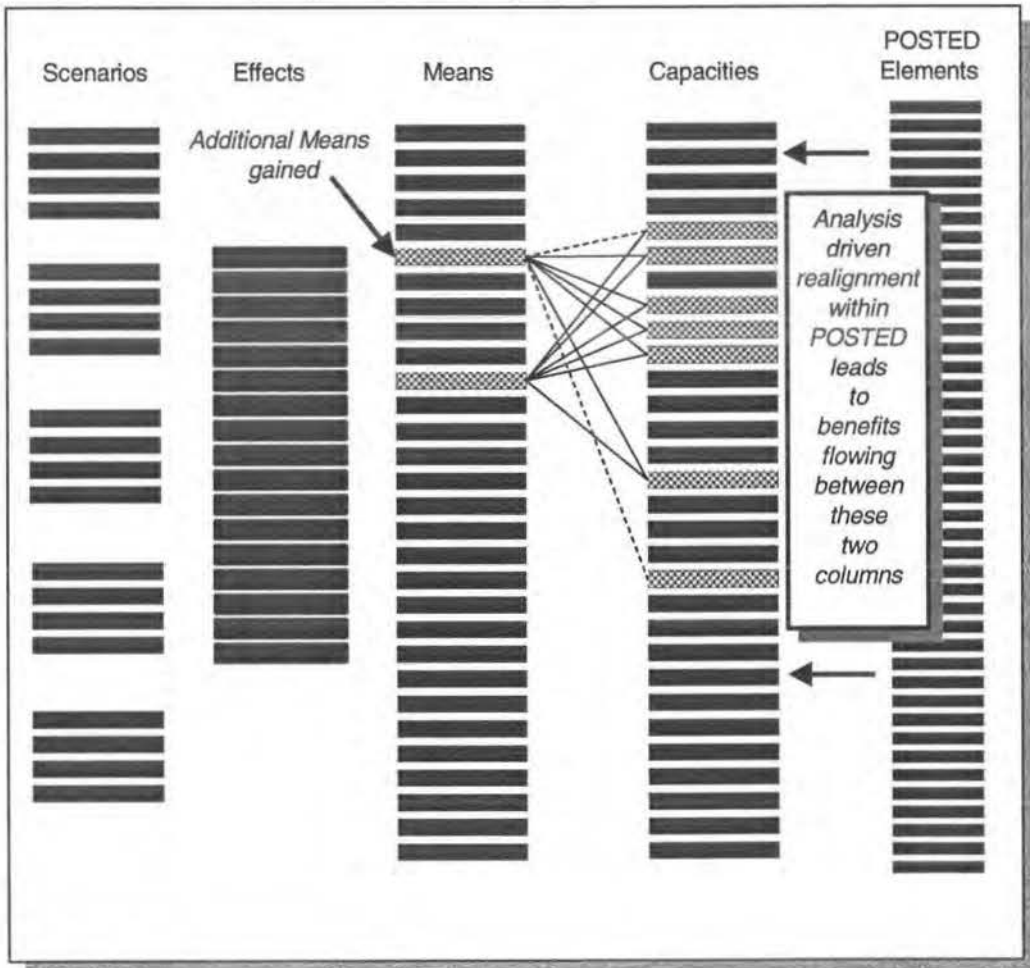 Scenarios
Effects
Means
Capacities
POSTED
Elements
Additional Means
gained
Analysis
driven
realignment
within
POSTED
leads
to
benefits
flowing
between
these
two
columns